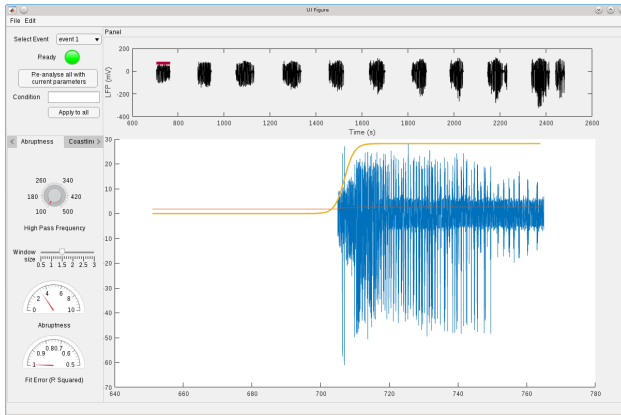 UI Figure
File Edit
Select Event event 1
Ready
Re-analyse all with
current parameters
Condition
Apply to all
Abruptness Coastline
260 340
180 420
100 500
High Pass Frequency
Window
size
0.5 1 1.5 2 2.5 3
2 4 6 8
0 10
Abruptness
0.9 0.80.7 0.6
1 0.5
Fit Error (R Squared)
Panel
LFP (mV)
200
0
-200
-400
600 800 1000 1200 1400 1600 1800 2000 2200 2400 2600
Time (s)
30
20
10
0
-10
-20
-30
-40
-50
-60
-70
640 660 680 700 720 740 760 780